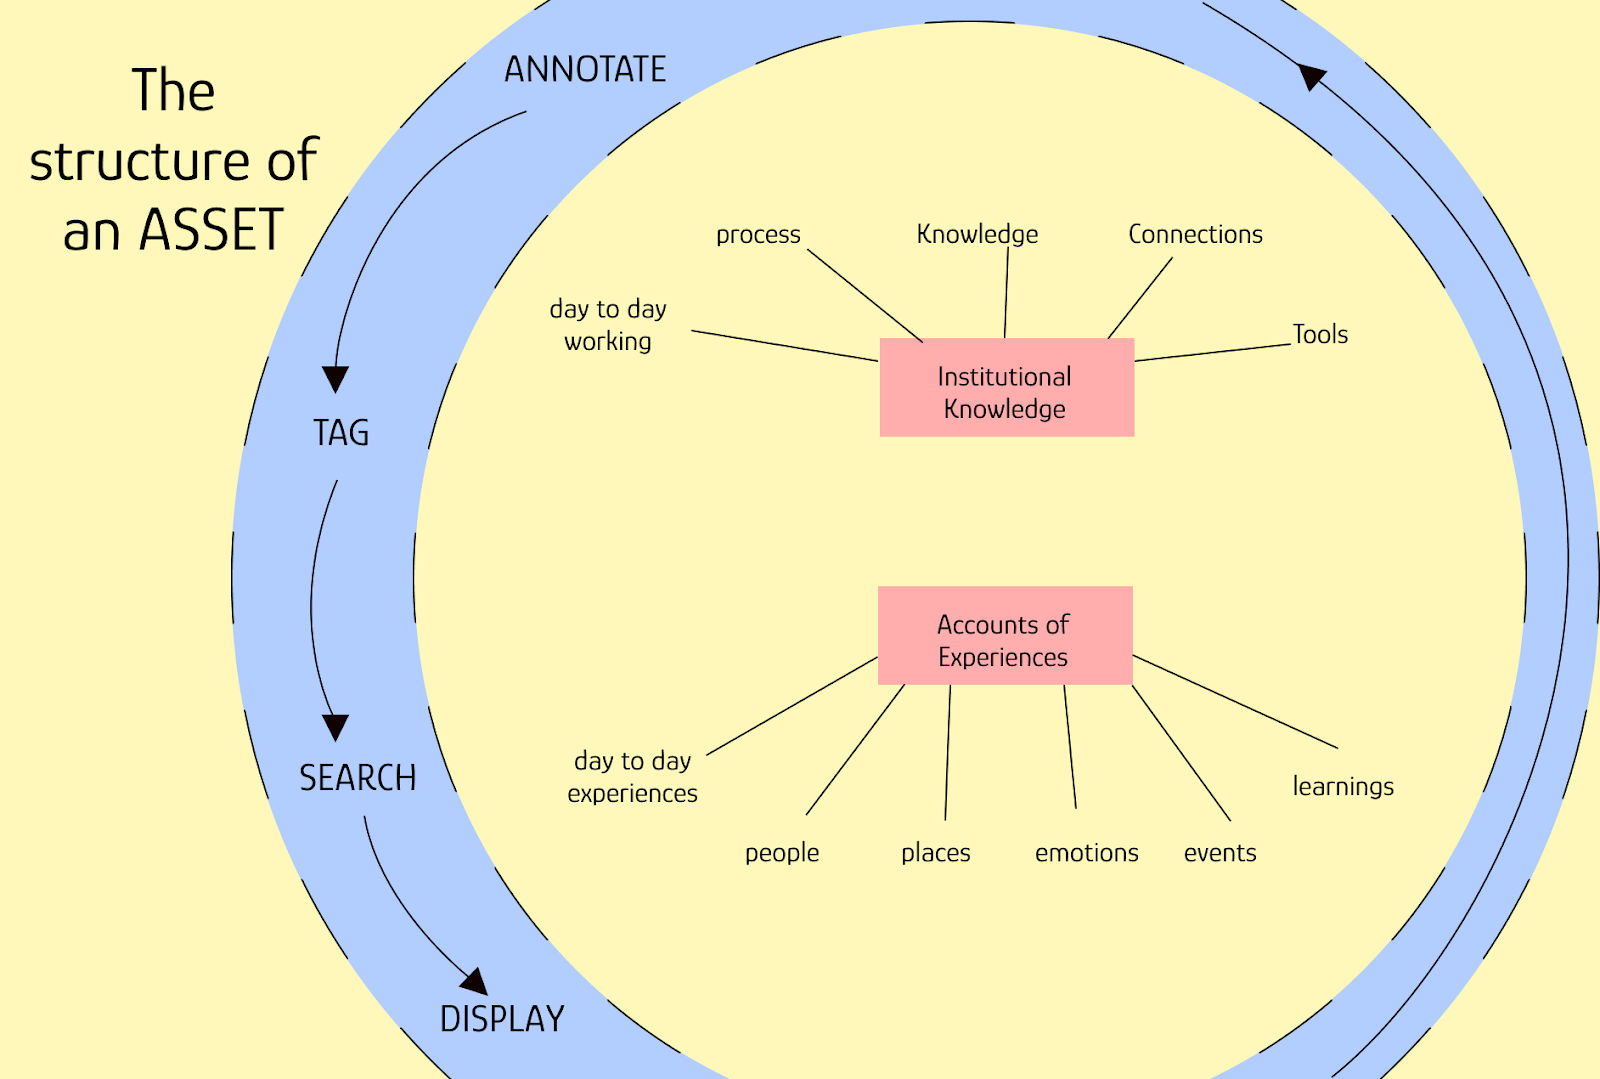 The
structure of
an ASSET
ANNOTATE
TAG
SEARCH
DISPLAY
process
Knowledge
Connections
day to day
working
Tools
Institutional
Knowledge
Accounts of
Experiences
day to day
experiences
people
places
emotions
events
learnings